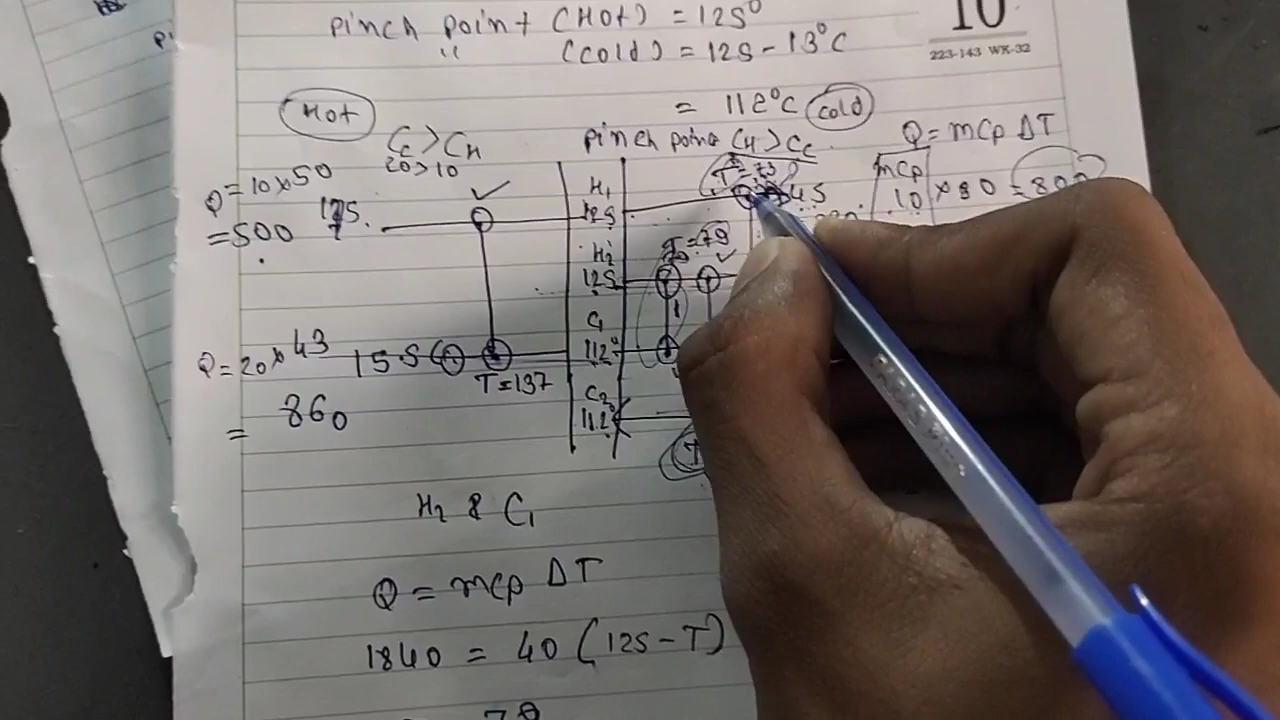 Pinch point (Hot) = 125°
" (cold) = 125 - 13°C
10
223-143 WK-32
= 112°C cold
Hot
Cc > CH
20 > 10
pinch point CH > Cc
Q = mCp ΔT
Q = 10 × 50
= 500
175
H1
125
45
mCp
10 × 80 = 800
H2
125
T = 79
C1
112°
Q = 20 × 43
155
T = 137
= 860
C2
112°
H2 & C1
Q = mCp ΔT
1840 = 40 (125 - T)